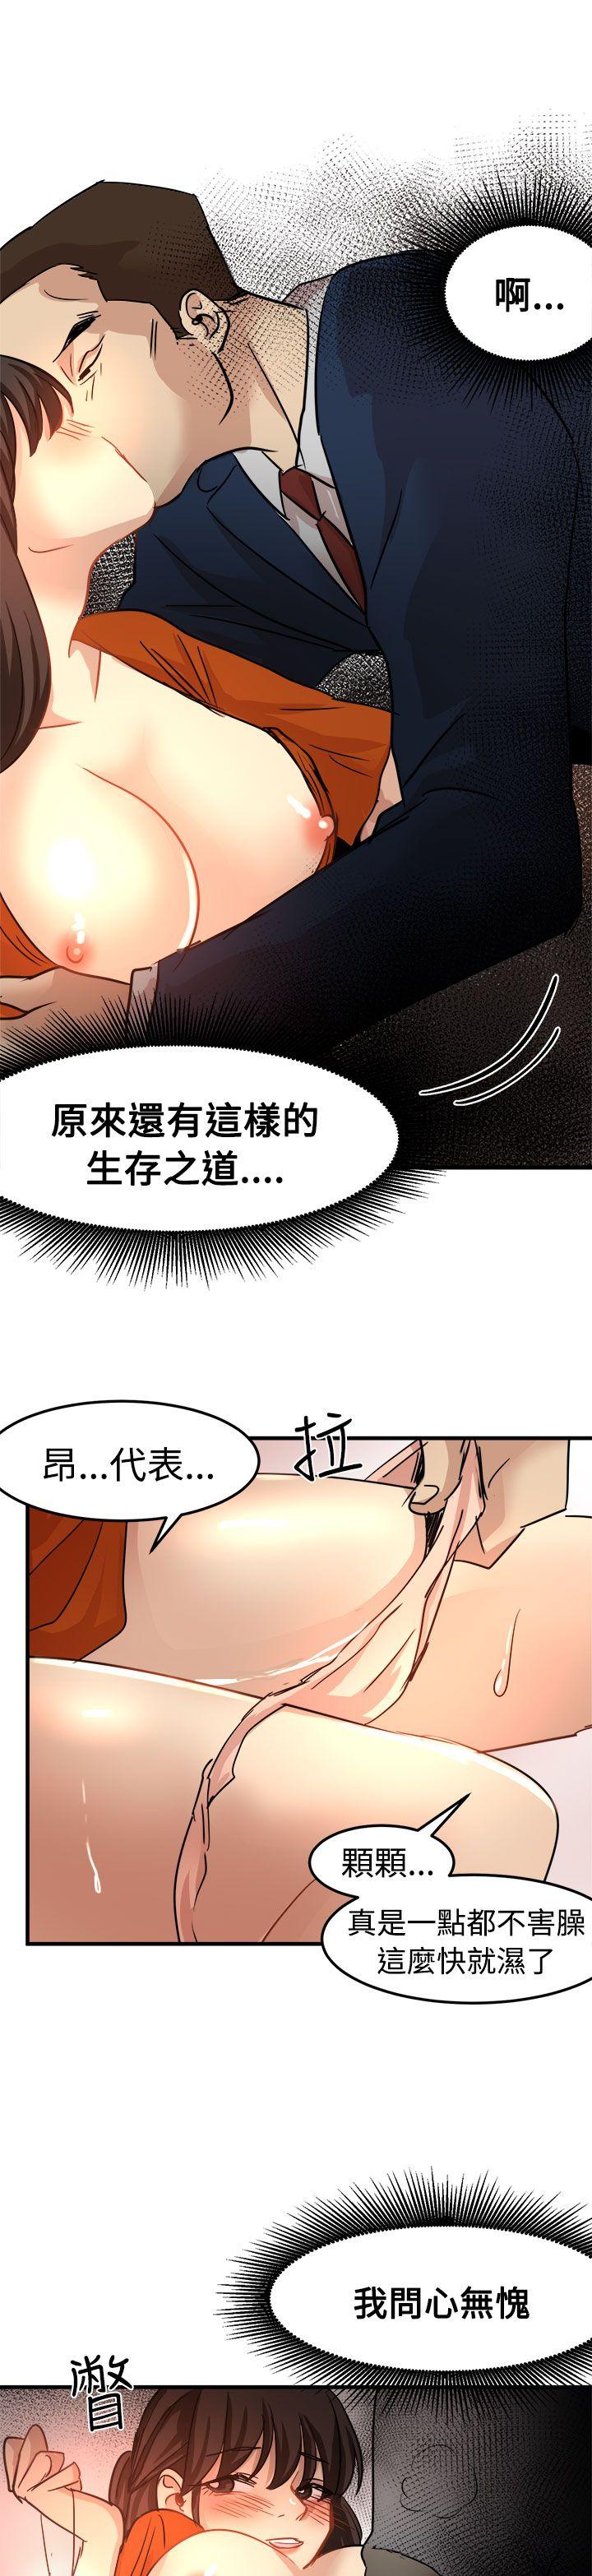 啊...
原來還有這樣的
生存之道....
昂...代表...
拉
顆顆...
真是一點都不害臊
這麼快就濕了
我問心無愧
瞥